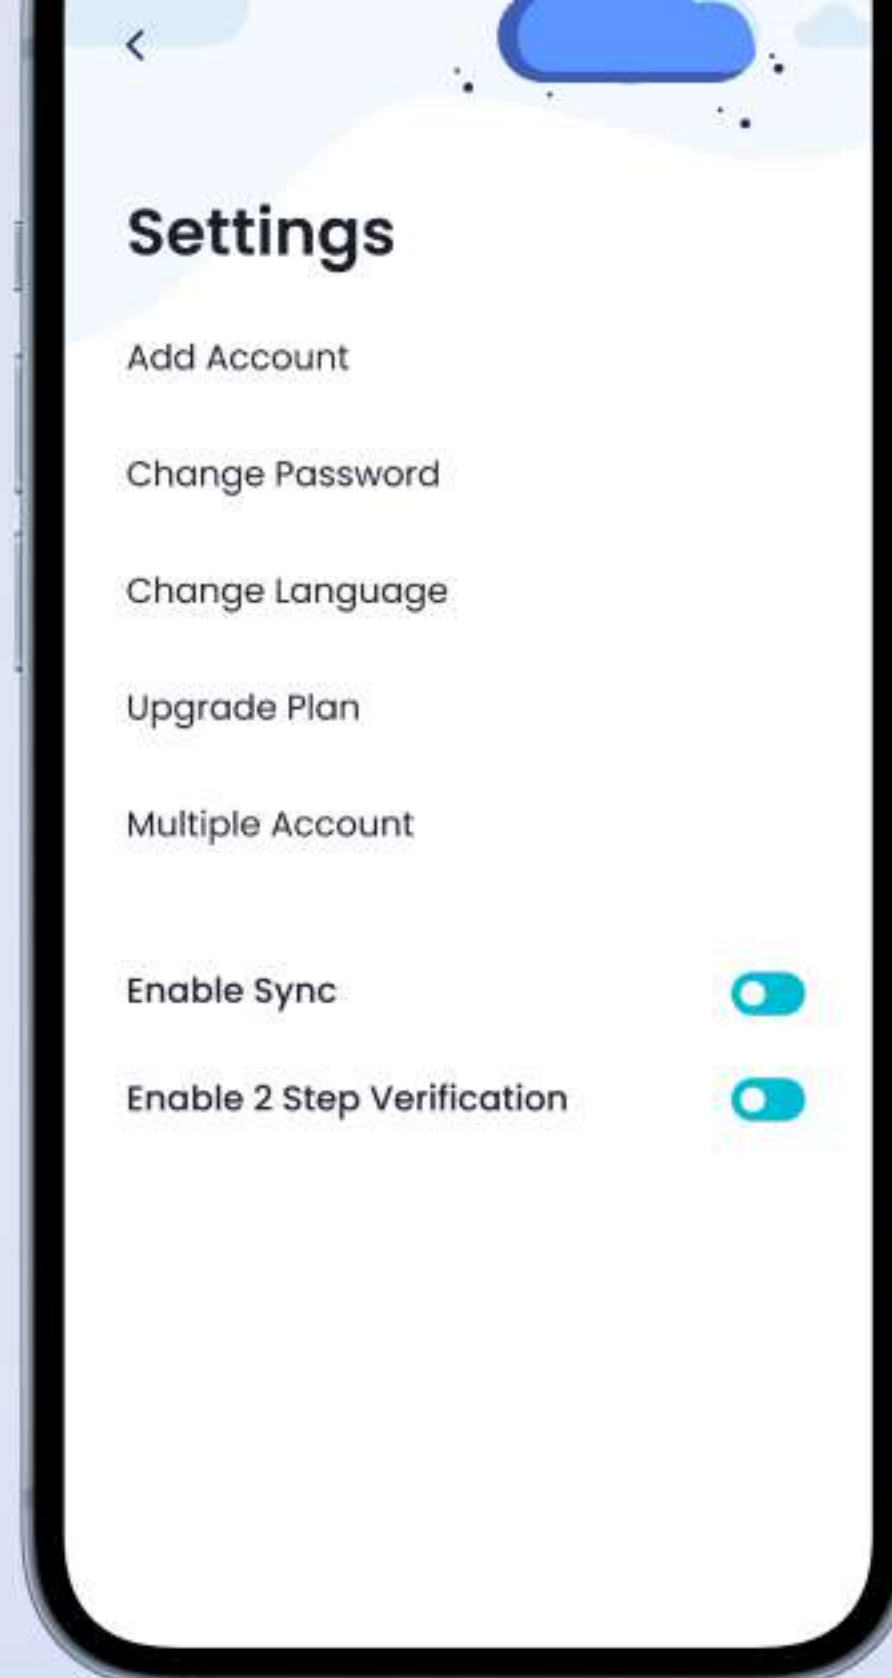 Settings
Add Account
Change Password
Change Language
Upgrade Plan
Multiple Account
Enable Sync
Enable 2 Step Verification